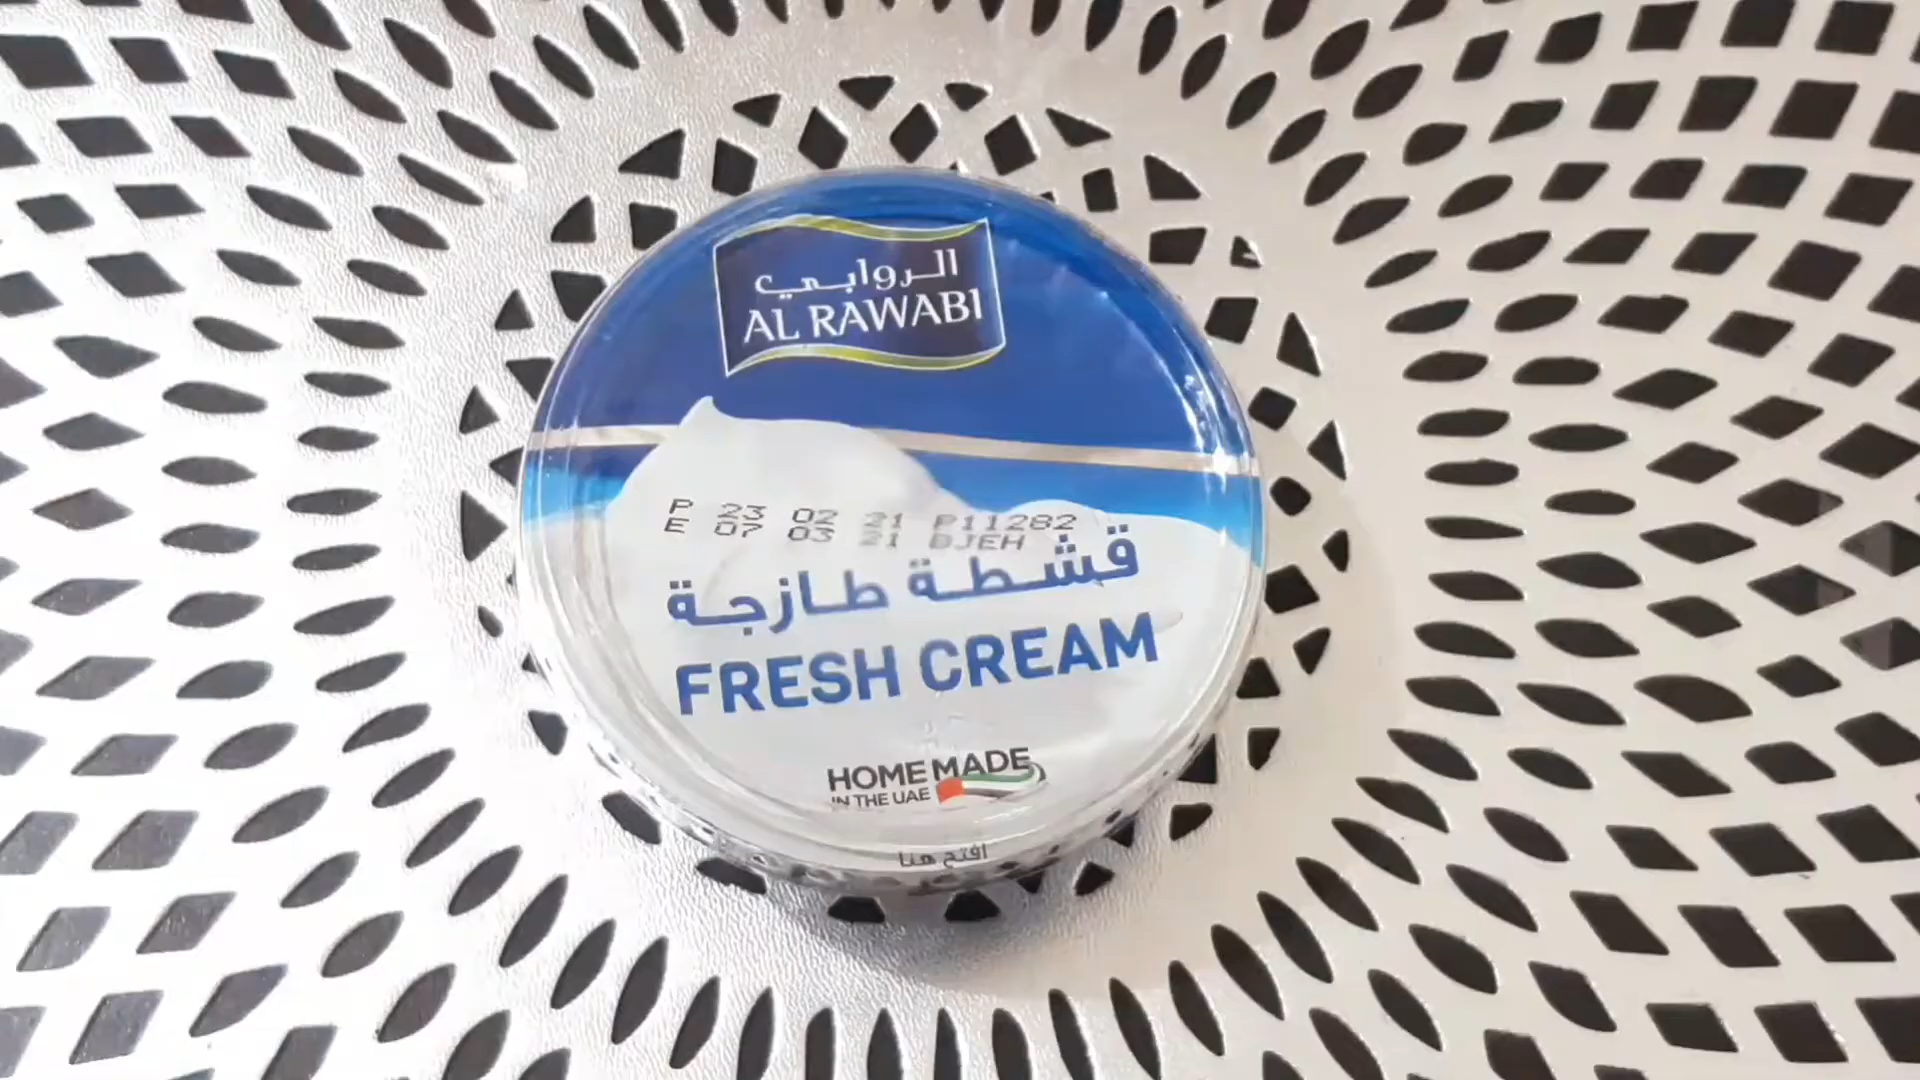 الروابي
AL RAWABI
P 23 02 21 P11282
E 07 03 21 BJEH
قشطة طازجة
FRESH CREAM
HOME MADE
IN THE UAE
افتح هنا